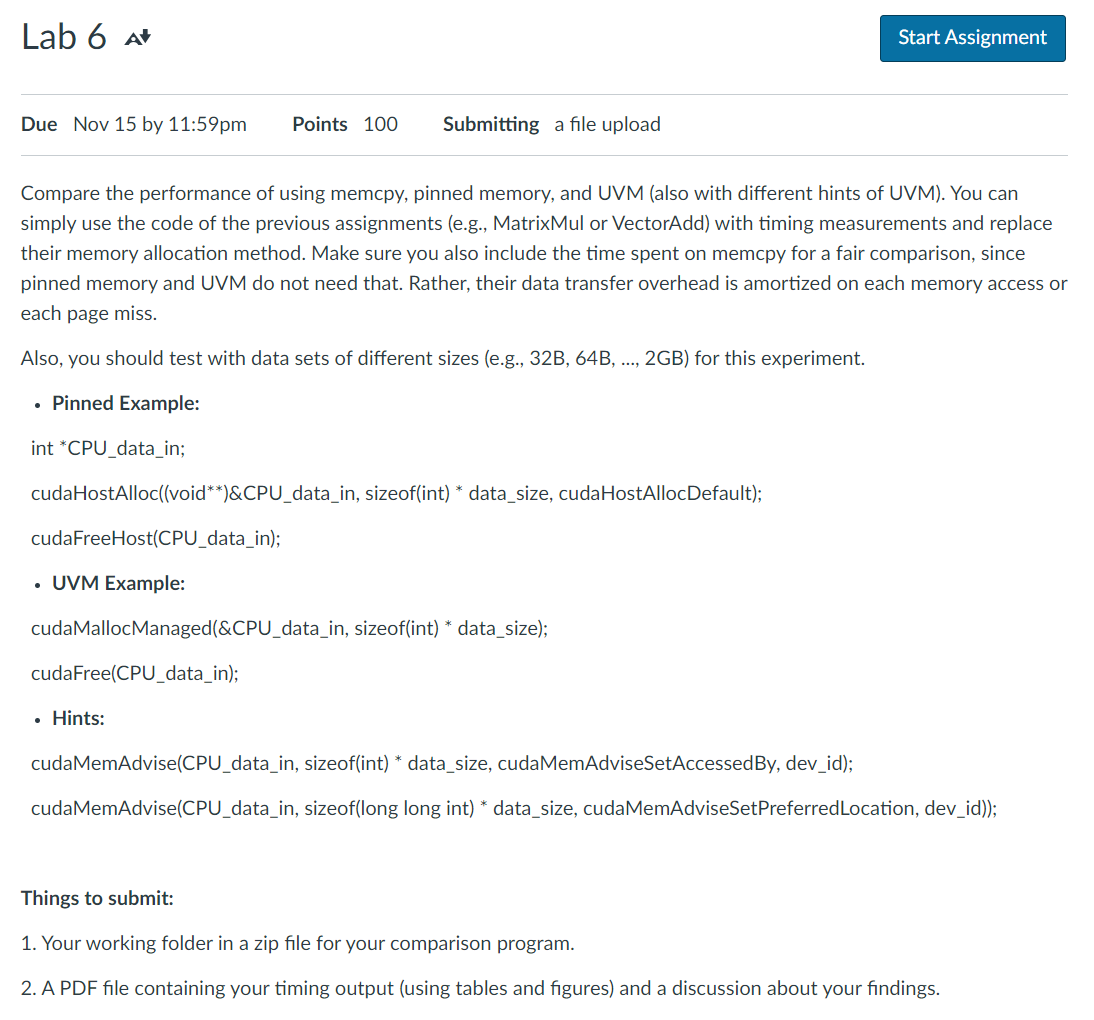 Lab 6
Start Assignment
Due Nov 15 by 11:59pm Points 100 Submitting a file upload
Compare the performance of using memcpy, pinned memory, and UVM (also with different hints of UVM). You can
simply use the code of the previous assignments (e.g., MatrixMul or VectorAdd) with timing measurements and replace
their memory allocation method. Make sure you also include the time spent on memcpy for a fair comparison, since
pinned memory and UVM do not need that. Rather, their data transfer overhead is amortized on each memory access or
each page miss.
Also, you should test with data sets of different sizes (e.g., 32B, 64B, ..., 2GB) for this experiment.
• Pinned Example:
int *CPU_data_in;
cudaHostAlloc((void**)&CPU_data_in, sizeof(int) * data_size, cudaHostAllocDefault);
cudaFreeHost(CPU_data_in);
• UVM Example:
cudaMallocManaged(&CPU_data_in, sizeof(int) * data_size);
cudaFree(CPU_data_in);
• Hints:
cudaMemAdvise(CPU_data_in, sizeof(int) * data_size, cudaMemAdviseSetAccessedBy, dev_id);
cudaMemAdvise(CPU_data_in, sizeof(long long int) * data_size, cudaMemAdviseSetPreferredLocation, dev_id));
Things to submit:
1. Your working folder in a zip file for your comparison program.
2. A PDF file containing your timing output (using tables and figures) and a discussion about your findings.